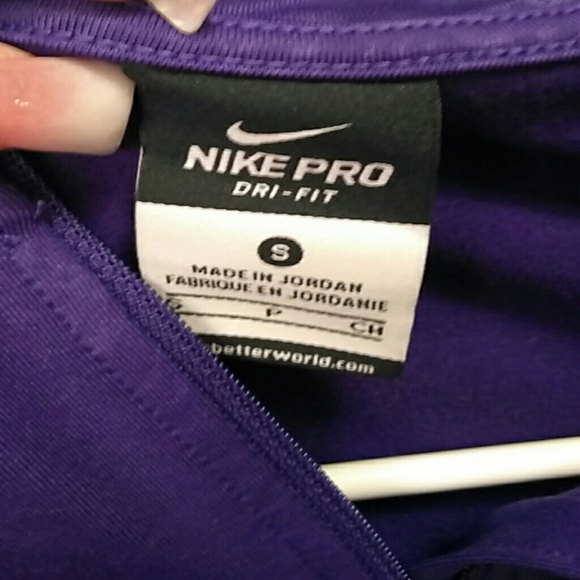 NIKE PRO
DRI-FIT
S
MADE IN JORDAN
FABRIQUE EN JORDANIE
S P CH
betterworld.com